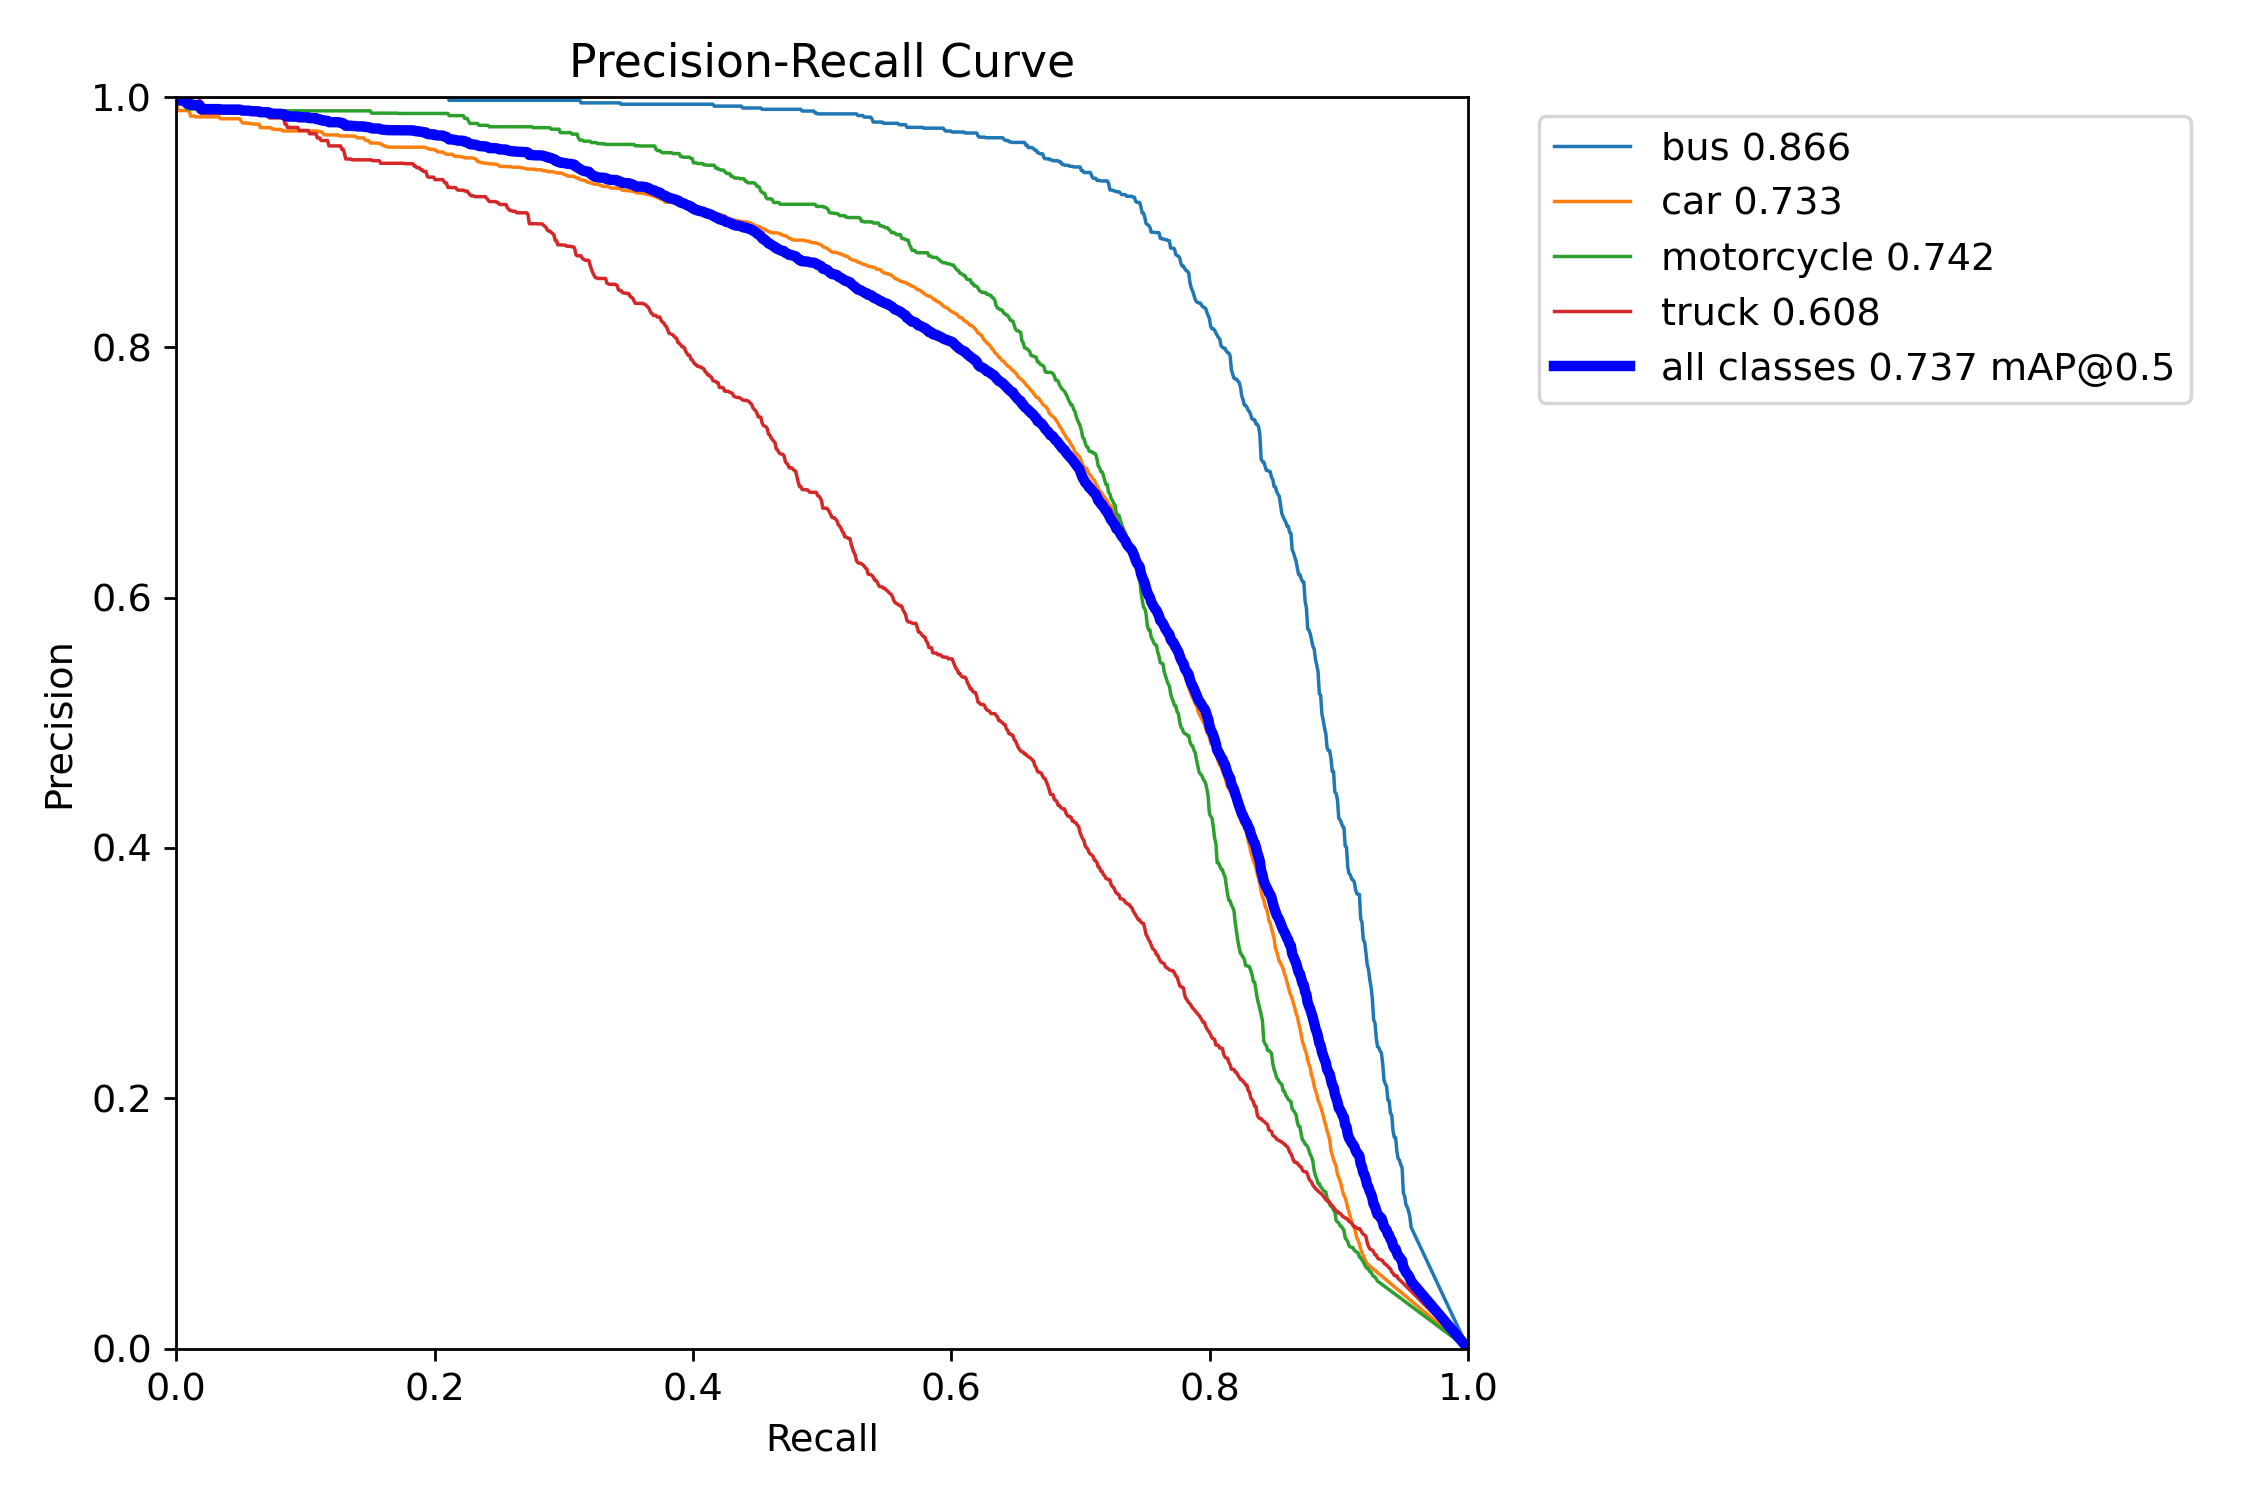 Precision-Recall Curve
1.0
0.8
0.6
0.4
0.2
0.0
Precision
0.0 0.2 0.4 0.6 0.8 1.0
Recall
bus 0.866
car 0.733
motorcycle 0.742
truck 0.608
all classes 0.737 mAP@0.5